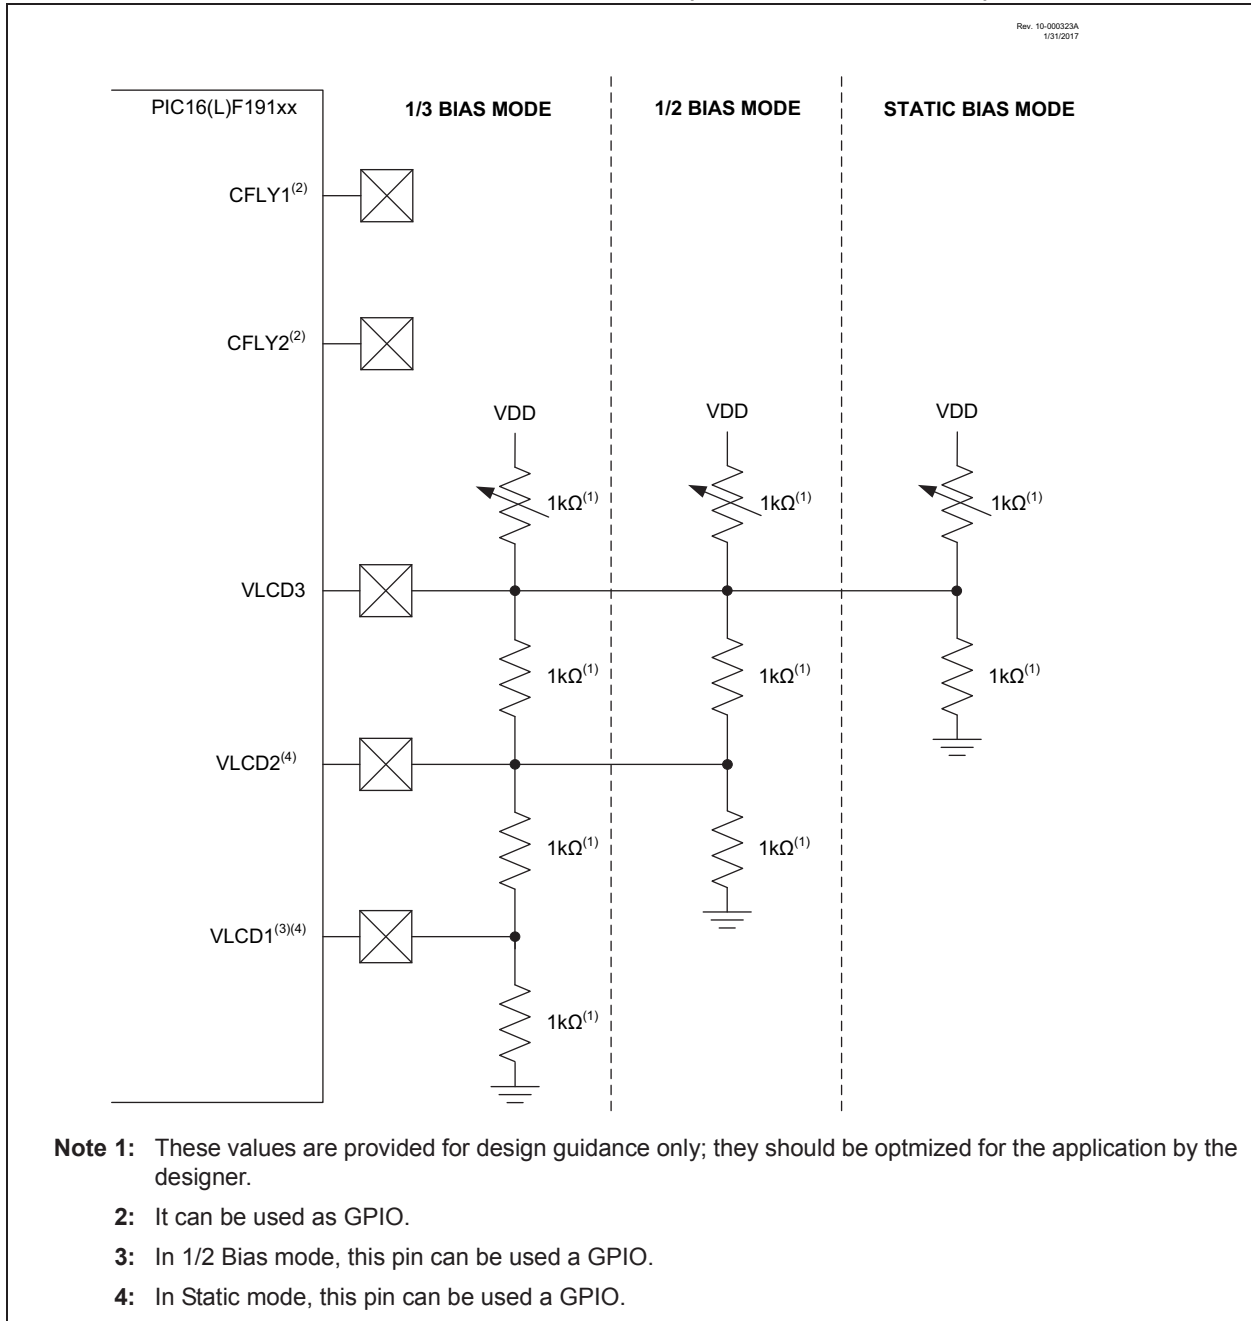 Rev. 10-000323A
1/31/2017
PIC16(L)F191xx
1/3 BIAS MODE
1/2 BIAS MODE
STATIC BIAS MODE
CFLY1(2)
CFLY2(2)
VDD
VDD
VDD
1kΩ(1)
1kΩ(1)
1kΩ(1)
VLCD3
1kΩ(1)
1kΩ(1)
1kΩ(1)
VLCD2(4)
1kΩ(1)
1kΩ(1)
VLCD1(3)(4)
1kΩ(1)
Note 1: These values are provided for design guidance only; they should be optmized for the application by the
designer.
2: It can be used as GPIO.
3: In 1/2 Bias mode, this pin can be used a GPIO.
4: In Static mode, this pin can be used a GPIO.